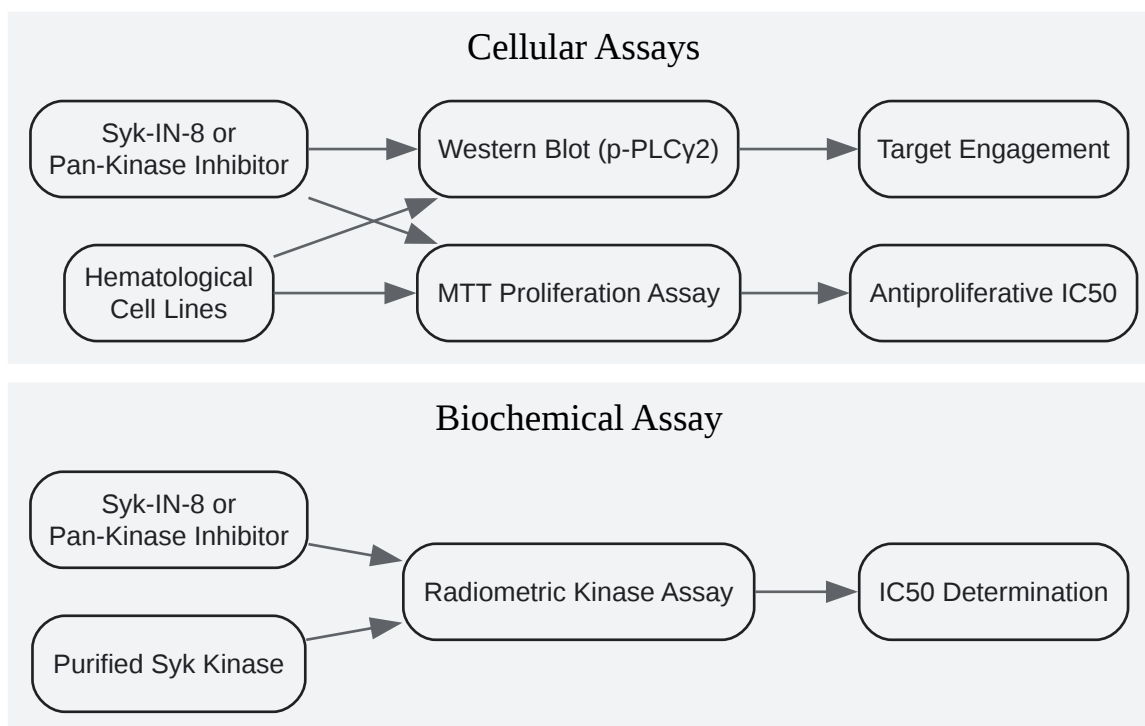 Cellular Assays
Syk-IN-8 or
Pan-Kinase Inhibitor
Western Blot (p-PLCγ2)
Target Engagement
Hematological
Cell Lines
MTT Proliferation Assay
Antiproliferative IC50
Biochemical Assay
Syk-IN-8 or
Pan-Kinase Inhibitor
Radiometric Kinase Assay
IC50 Determination
Purified Syk Kinase